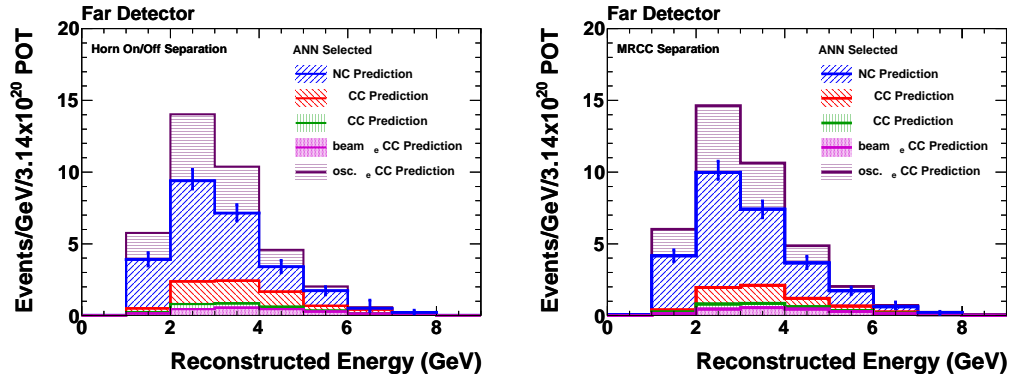 Far Detector
Horn On/Off Separation
ANN Selected
NC Prediction
CC Prediction
CC Prediction
beam e CC Prediction
osc. e CC Prediction
Events/GeV/3.14x10^20 POT
20
15
10
5
0
0 2 4 6 8
Reconstructed Energy (GeV)
Far Detector
MRCC Separation
ANN Selected
NC Prediction
CC Prediction
CC Prediction
beam e CC Prediction
osc. e CC Prediction
Events/GeV/3.14x10^20 POT
20
15
10
5
0
0 2 4 6 8
Reconstructed Energy (GeV)